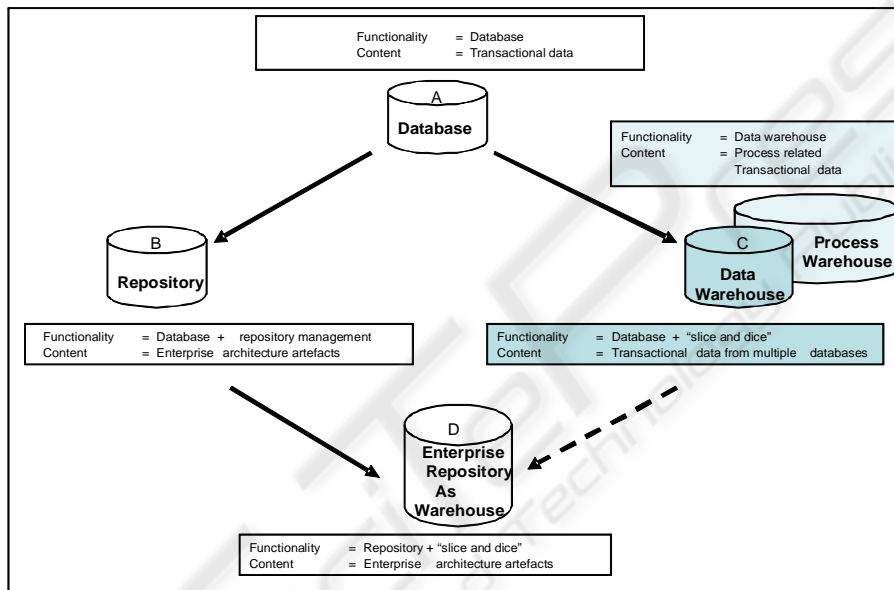 Functionality = Database
Content = Transactional data
A
Database
Functionality = Data warehouse
Content = Process related
Transactional data
B
Repository
C
Data
Warehouse
Process
Warehouse
Functionality = Database + repository management
Content = Enterprise architecture artefacts
Functionality = Database + “slice and dice”
Content = Transactional data from multiple databases
D
Enterprise
Repository
As
Warehouse
Functionality = Repository + “slice and dice”
Content = Enterprise architecture artefacts